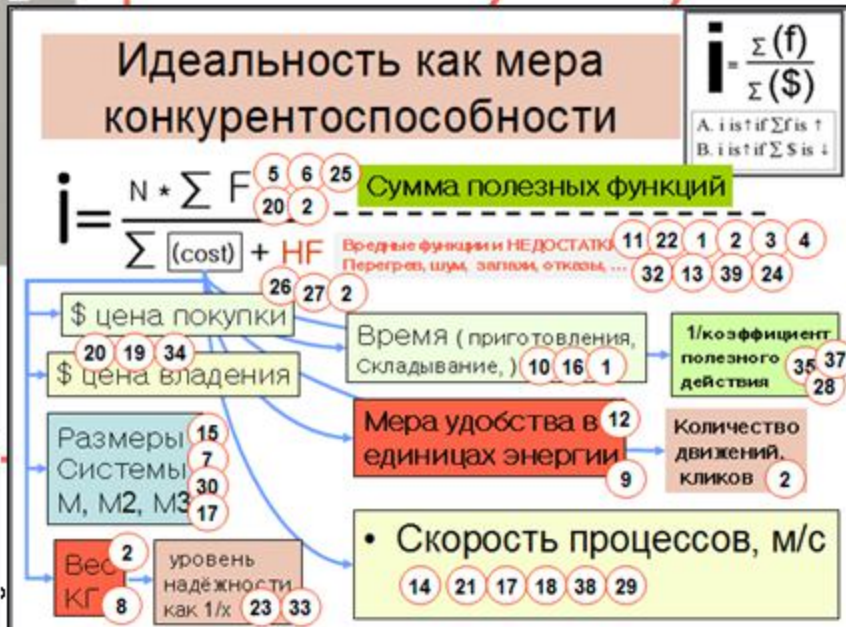 Идеальность как мера
конкурентоспособности
i = Σ (f)
Σ ($)
A. i is↑if Σf is ↑
B. i is↑if Σ $ is ↓
i= N * Σ F
5 6 25
20 2
Сумма полезных функций
Σ (cost) + HF
Вредные функции и НЕДОСТАТК
11 22 1 2 3 4
Перегрев, шум, запахи, отказы, ...
32 13 39 24
26 27 2
$ цена покупки
20 19 34
$ цена владения
Время ( приготовления,
Складывание, ) 10 16 1
1/коэффициент
полезного
действия
35 37
28
Мера удобства в 12
единицах энергии
9
Количество
движений,
кликов 2
Размеры 15
Системы 7
30
М, М2, М3
17
Вес 2
КГ 8
уровень
надёжности
как 1/х 23 33
• Скорость процессов, м/с
14 21 17 18 38 29